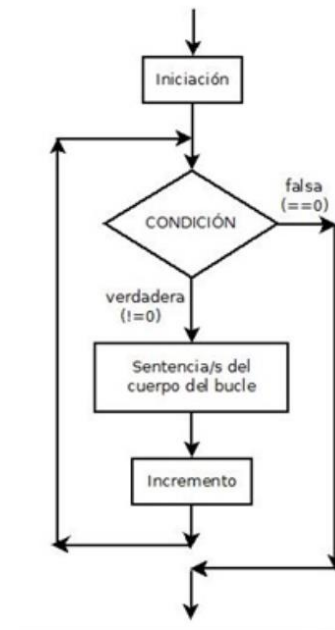 Iniciación
CONDICIÓN
falsa
(==0)
verdadera
(!=0)
Sentencia/s del
cuerpo del bucle
Incremento